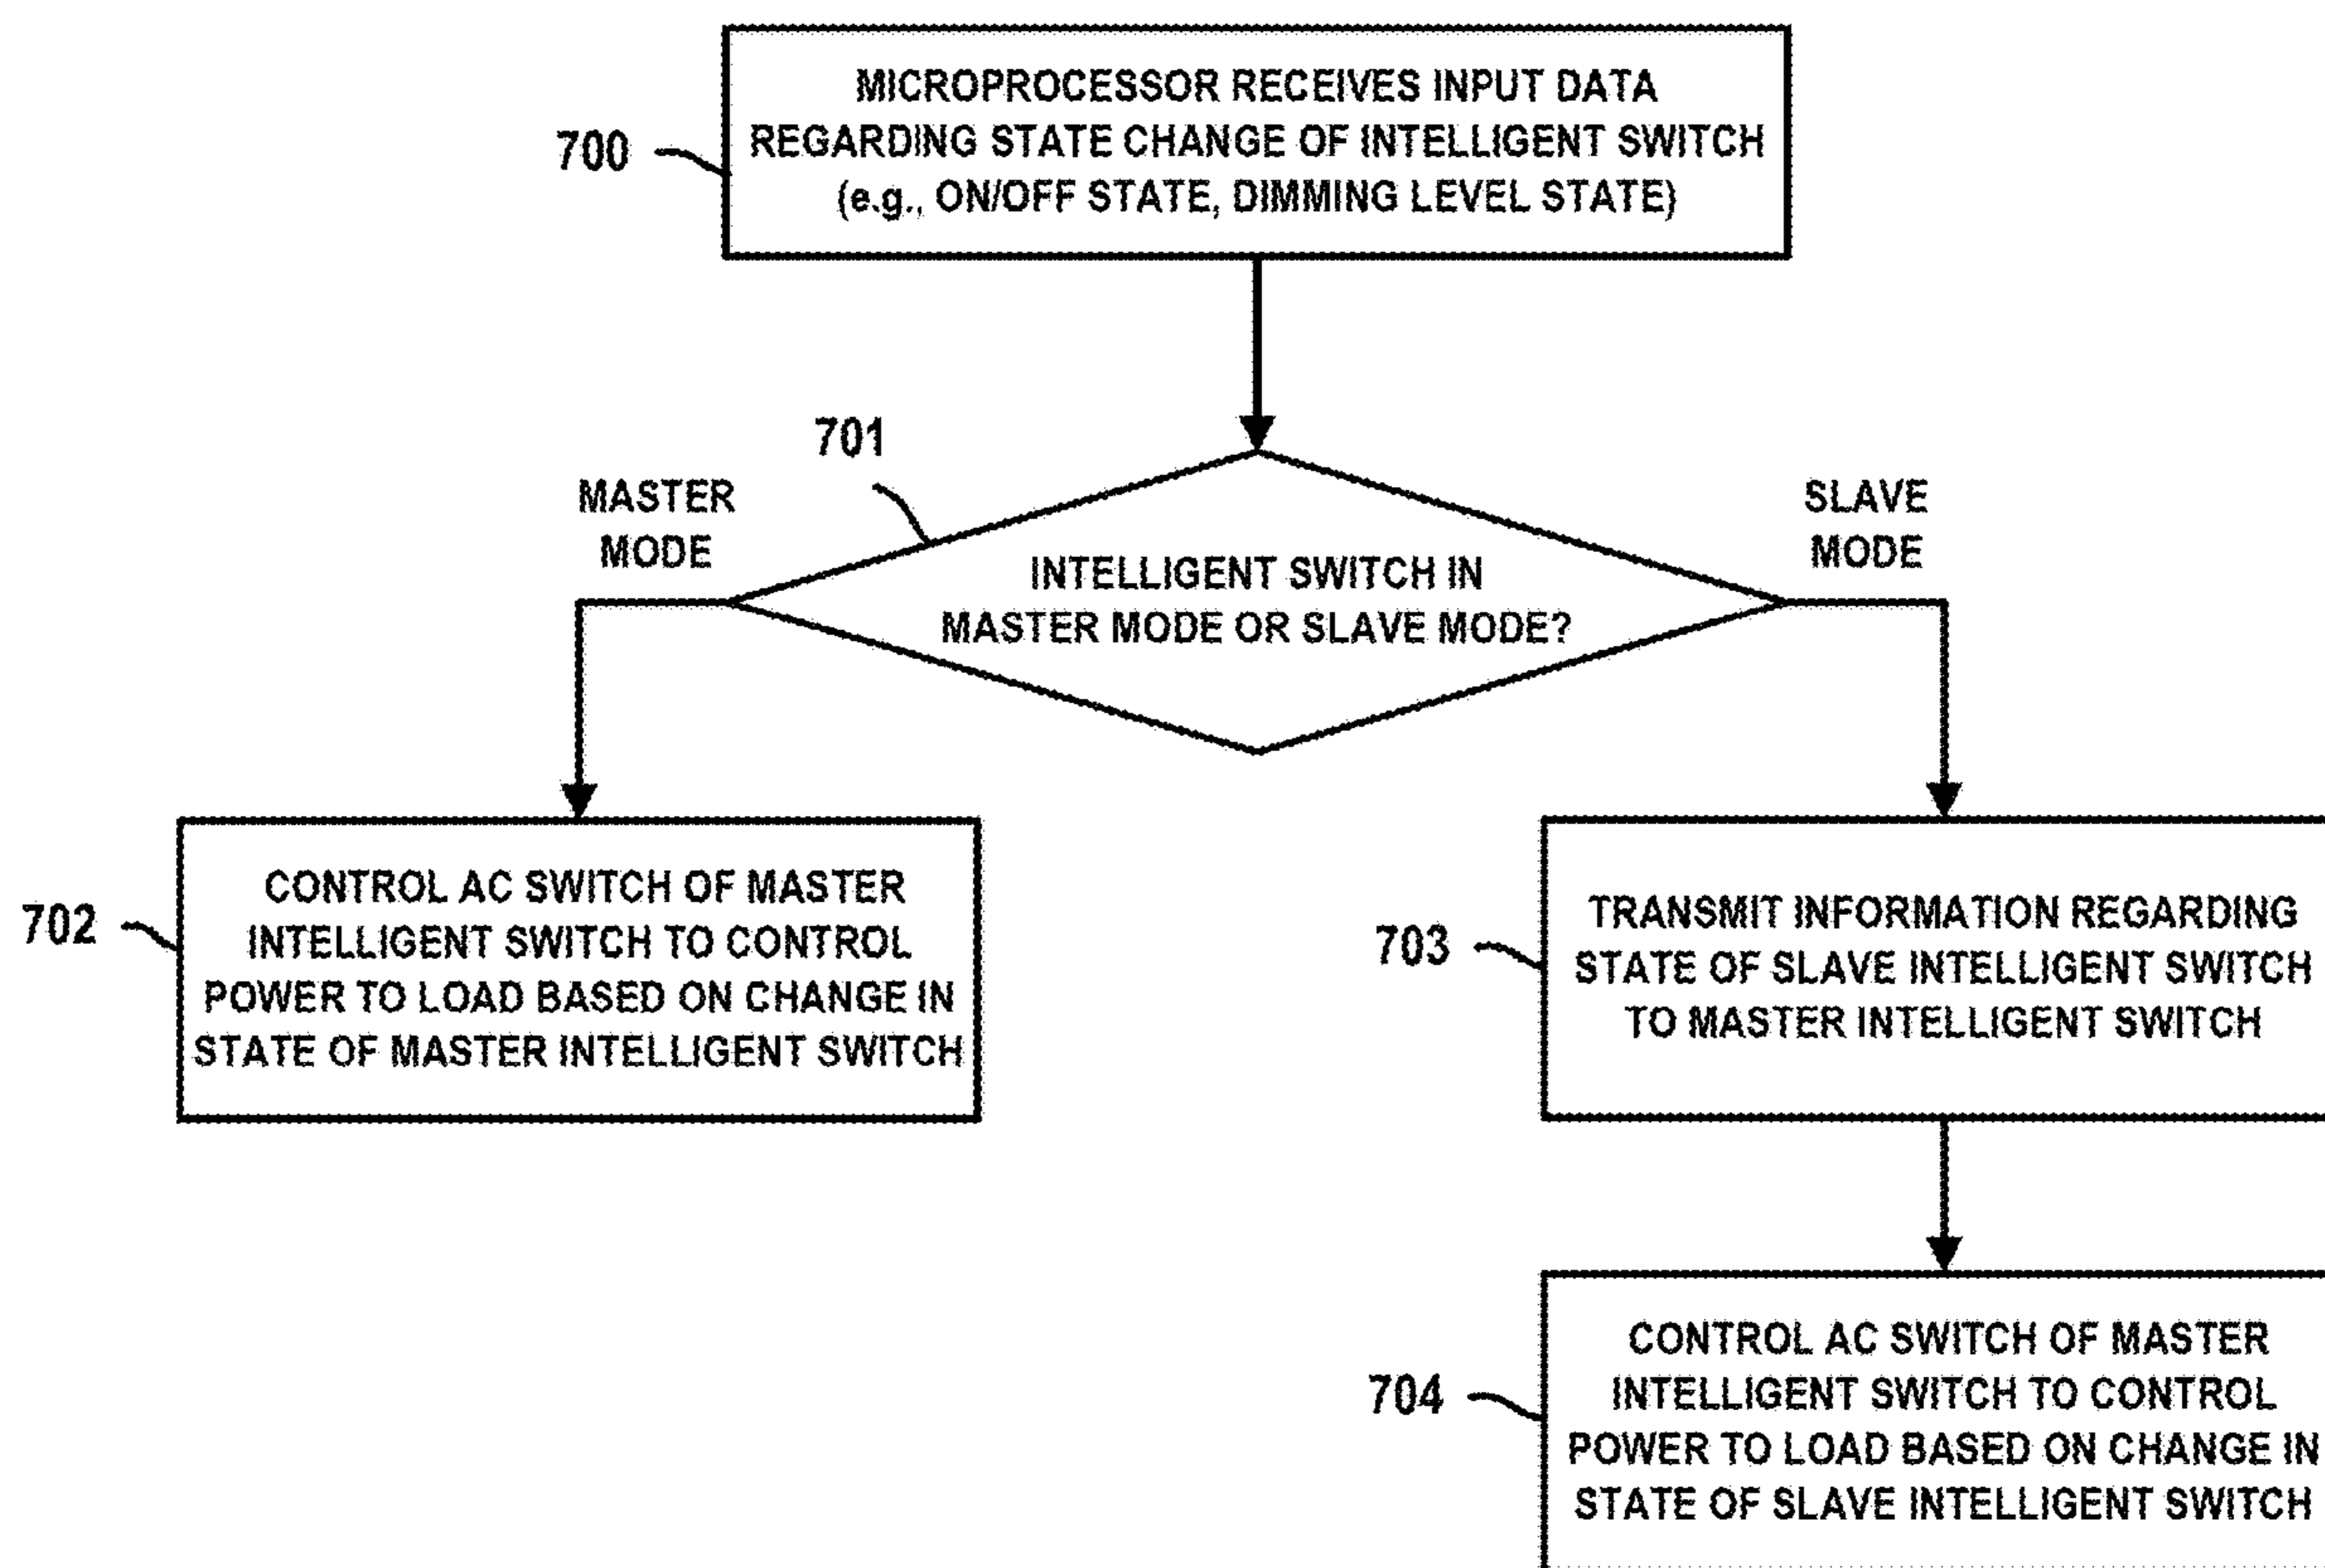 MICROPROCESSOR RECEIVES INPUT DATA
REGARDING STATE CHANGE OF INTELLIGENT SWITCH
(e.g., ON/OFF STATE, DIMMING LEVEL STATE)
700
701
MASTER
MODE
SLAVE
MODE
INTELLIGENT SWITCH IN
MASTER MODE OR SLAVE MODE?
702
CONTROL AC SWITCH OF MASTER
INTELLIGENT SWITCH TO CONTROL
POWER TO LOAD BASED ON CHANGE IN
STATE OF MASTER INTELLIGENT SWITCH
703
TRANSMIT INFORMATION REGARDING
STATE OF SLAVE INTELLIGENT SWITCH
TO MASTER INTELLIGENT SWITCH
704
CONTROL AC SWITCH OF MASTER
INTELLIGENT SWITCH TO CONTROL
POWER TO LOAD BASED ON CHANGE IN
STATE OF SLAVE INTELLIGENT SWITCH